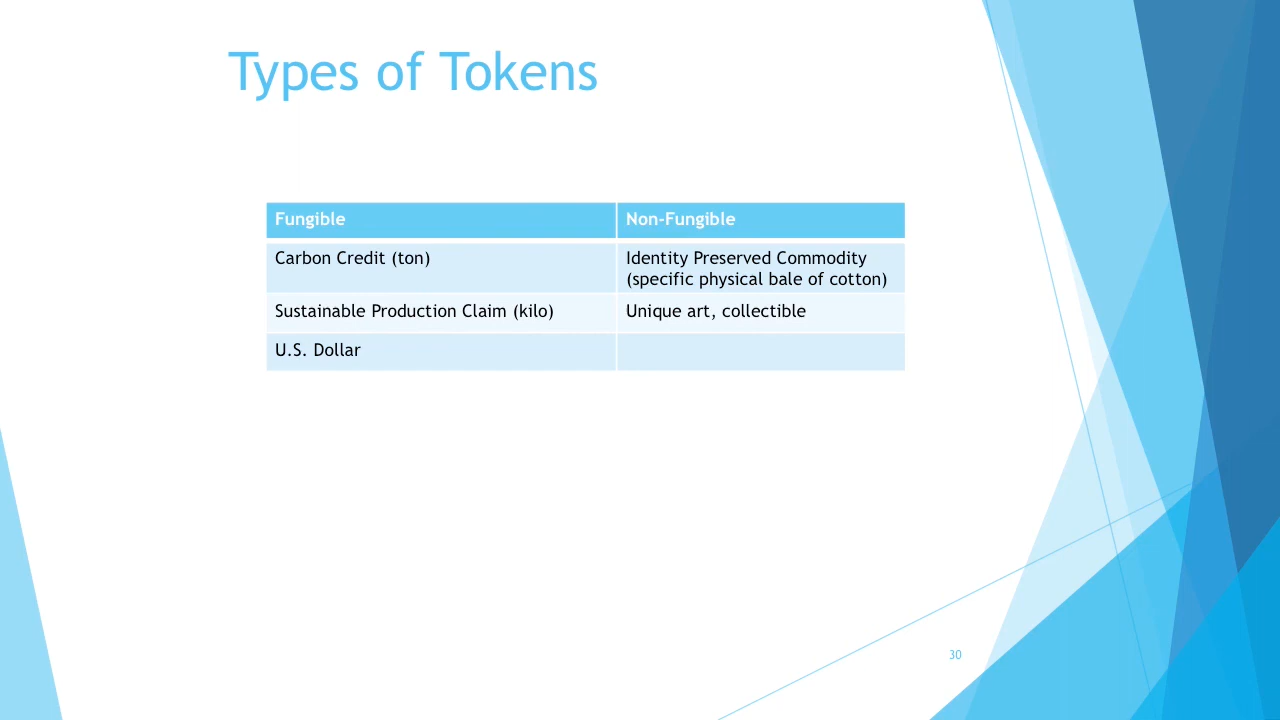 Types of Tokens
Fungible
Non-Fungible
Carbon Credit (ton)
Identity Preserved Commodity
(specific physical bale of cotton)
Sustainable Production Claim (kilo)
Unique art, collectible
U.S. Dollar
30